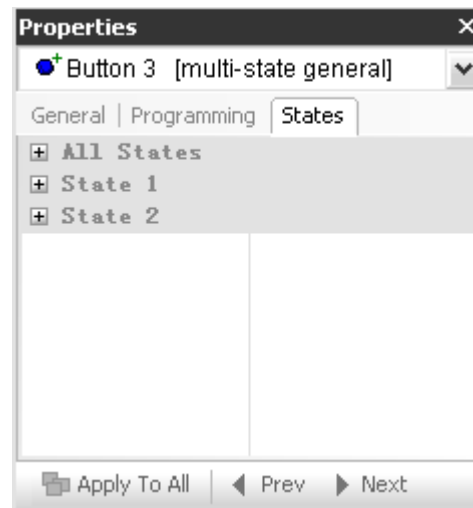 Properties
Button 3 [multi-state general]
General | Programming | States
All States
State 1
State 2
Apply To All Prev Next